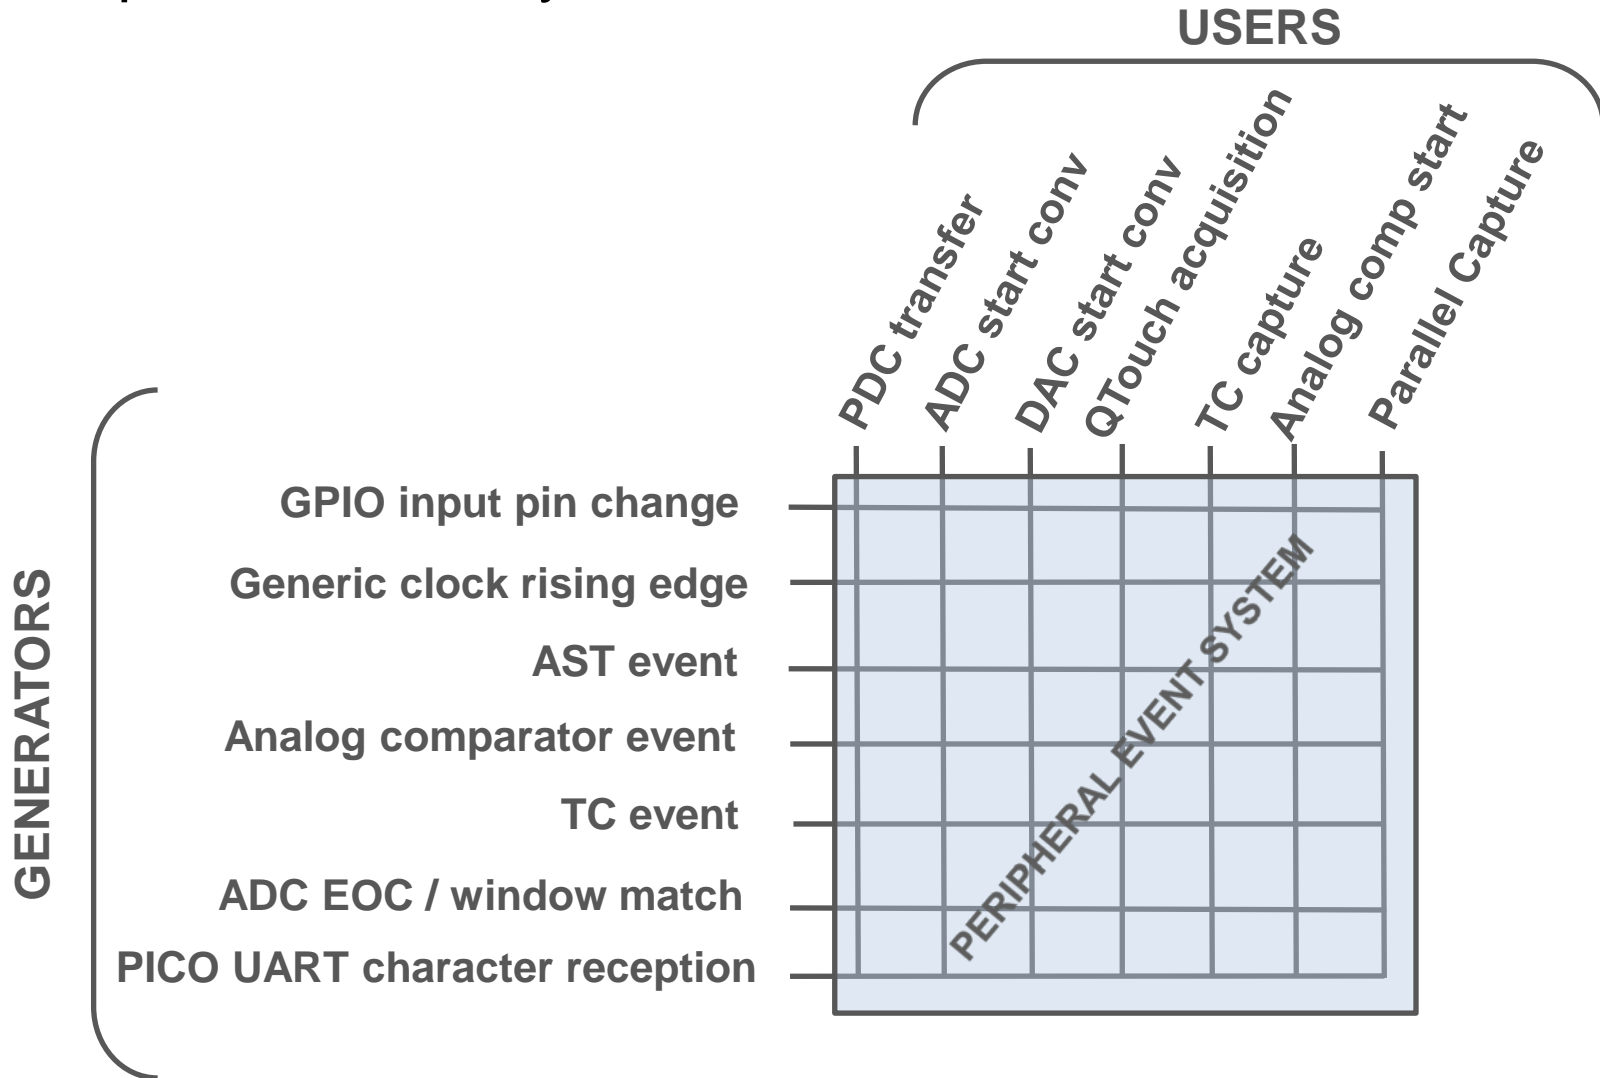 USERS
PDC transfer
ADC start conv
DAC start conv
QTouch acquisition
TC capture
Analog comp start
Parallel Capture
GENERATORS
GPIO input pin change
Generic clock rising edge
AST event
Analog comparator event
TC event
ADC EOC / window match
PICO UART character reception
PERIPHERAL EVENT SYSTEM